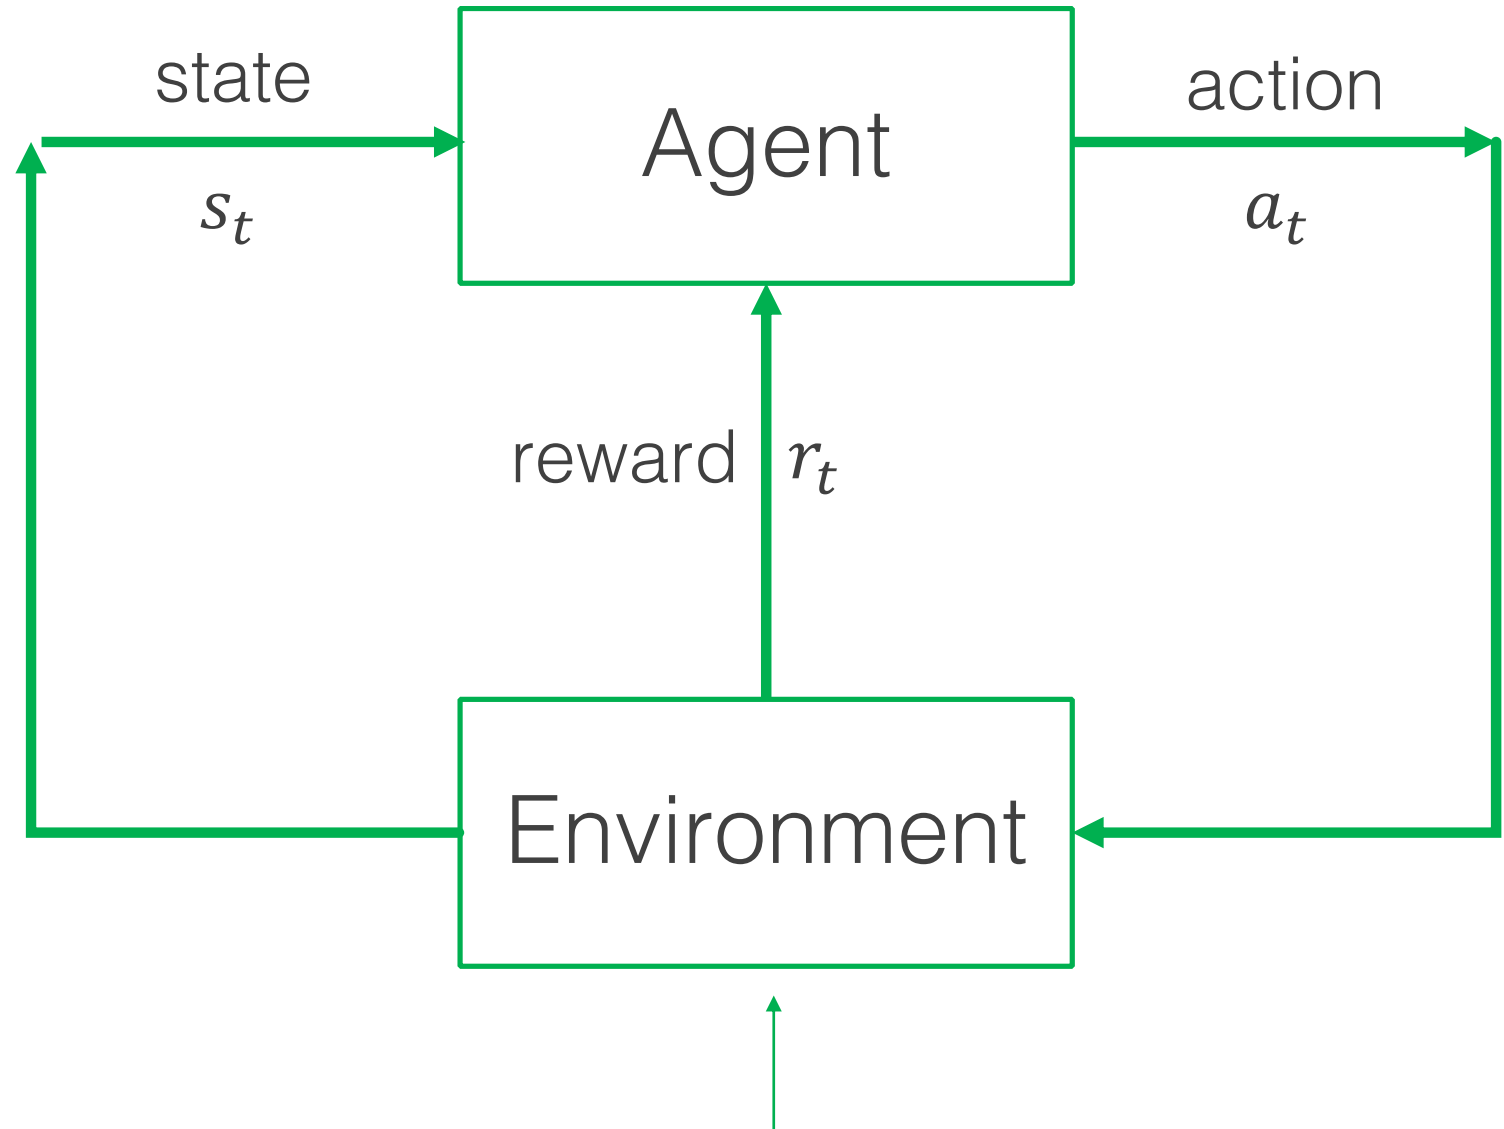 state
Agent
action
s_t
a_t
reward
r_t
Environment